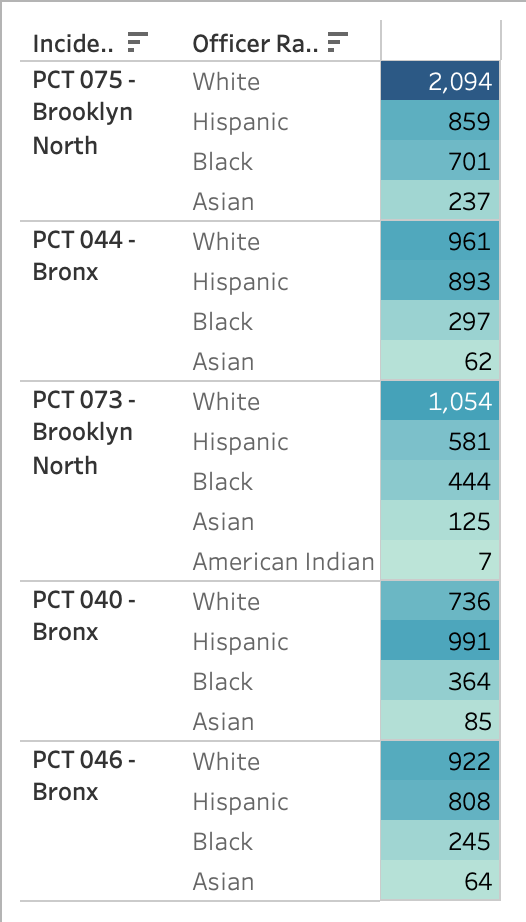 Incide.. Officer Ra..
PCT 075 - White 2,094
Brooklyn Hispanic 859
North Black 701
Asian 237
PCT 044 - White 961
Bronx Hispanic 893
Black 297
Asian 62
PCT 073 - White 1,054
Brooklyn Hispanic 581
North Black 444
Asian 125
American Indian 7
PCT 040 - White 736
Bronx Hispanic 991
Black 364
Asian 85
PCT 046 - White 922
Bronx Hispanic 808
Black 245
Asian 64